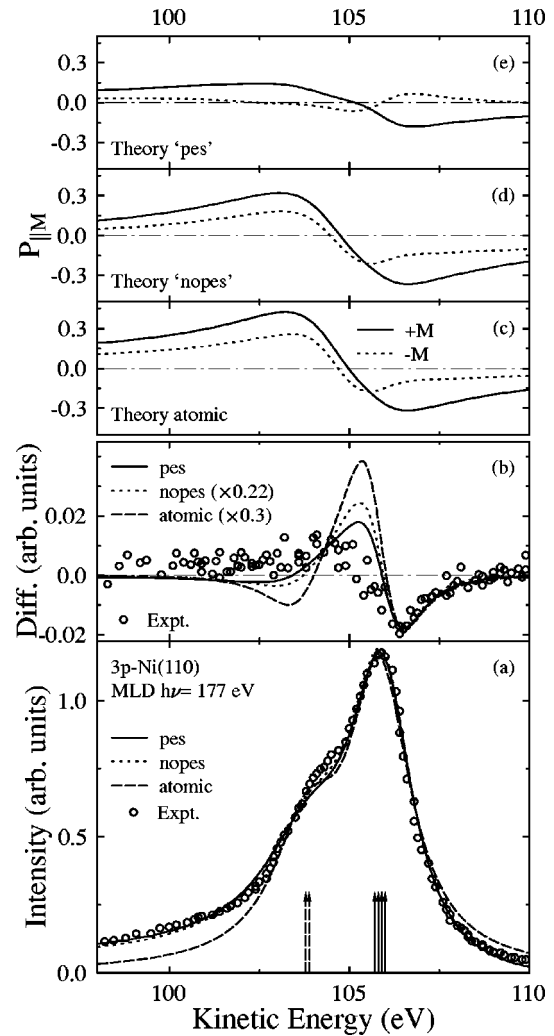 100 105 110
0.3
0.0
-0.3
(e)
Theory ‘pes’
0.3
0.0
-0.3
(d)
Theory ‘nopes’
P||M
0.3
0.0
-0.3
(c)
+M
-M
Theory atomic
Diff. (arb. units)
0.02
0.0
-0.02
(b)
pes
nopes (×0.22)
atomic (×0.3)
Expt.
Intensity (arb. units)
1.0
0.5
0.0
(a)
3p-Ni(110)
MLD hν= 177 eV
pes
nopes
atomic
Expt.
100 105 110
Kinetic Energy (eV)